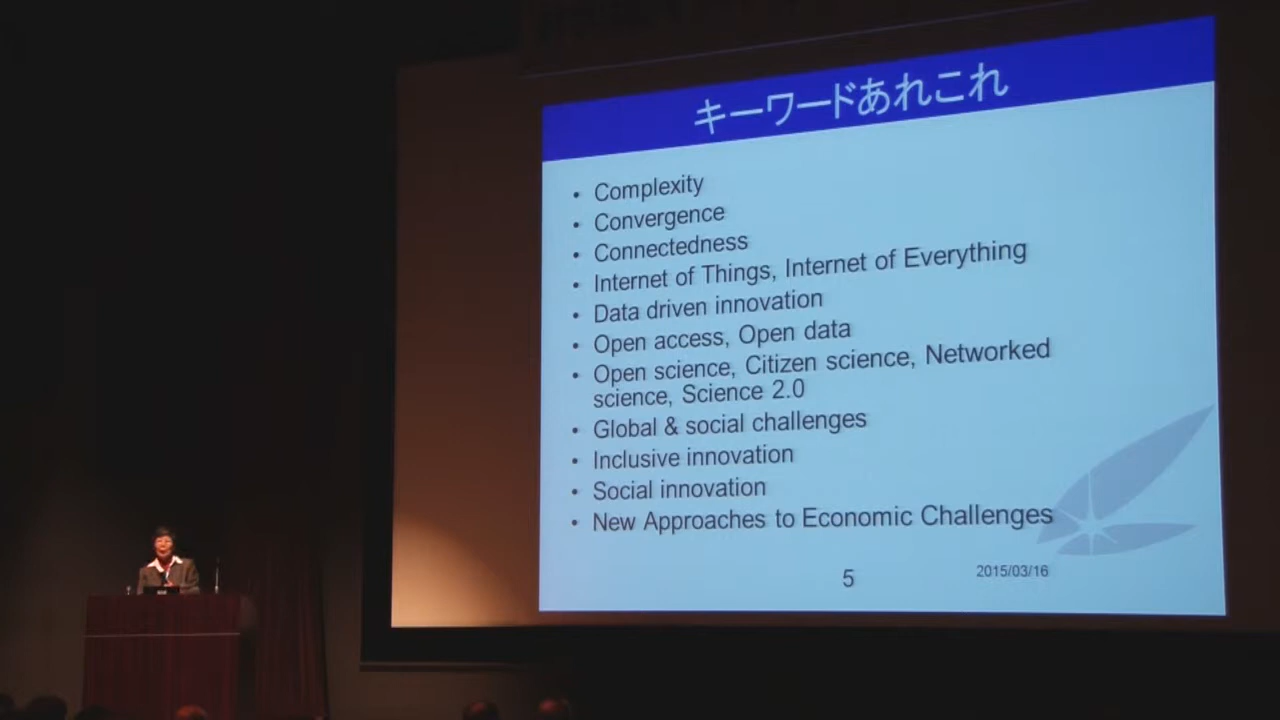 キーワードあれこれ
• Complexity
• Convergence
• Connectedness
• Internet of Things, Internet of Everything
• Data driven innovation
• Open access, Open data
• Open science, Citizen science, Networked
science, Science 2.0
• Global & social challenges
• Inclusive innovation
• Social innovation
• New Approaches to Economic Challenges
5
2015/03/16